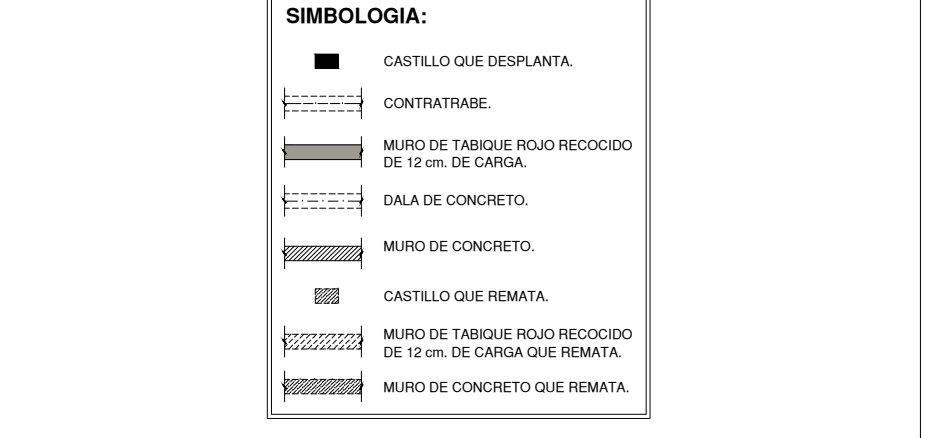 SIMBOLOGIA:
CASTILLO QUE DESPLANTA.
CONTRATRABE.
MURO DE TABIQUE ROJO RECOCIDO
DE 12 cm. DE CARGA.
DALA DE CONCRETO.
MURO DE CONCRETO.
CASTILLO QUE REMATA.
MURO DE TABIQUE ROJO RECOCIDO
DE 12 cm. DE CARGA QUE REMATA.
MURO DE CONCRETO QUE REMATA.